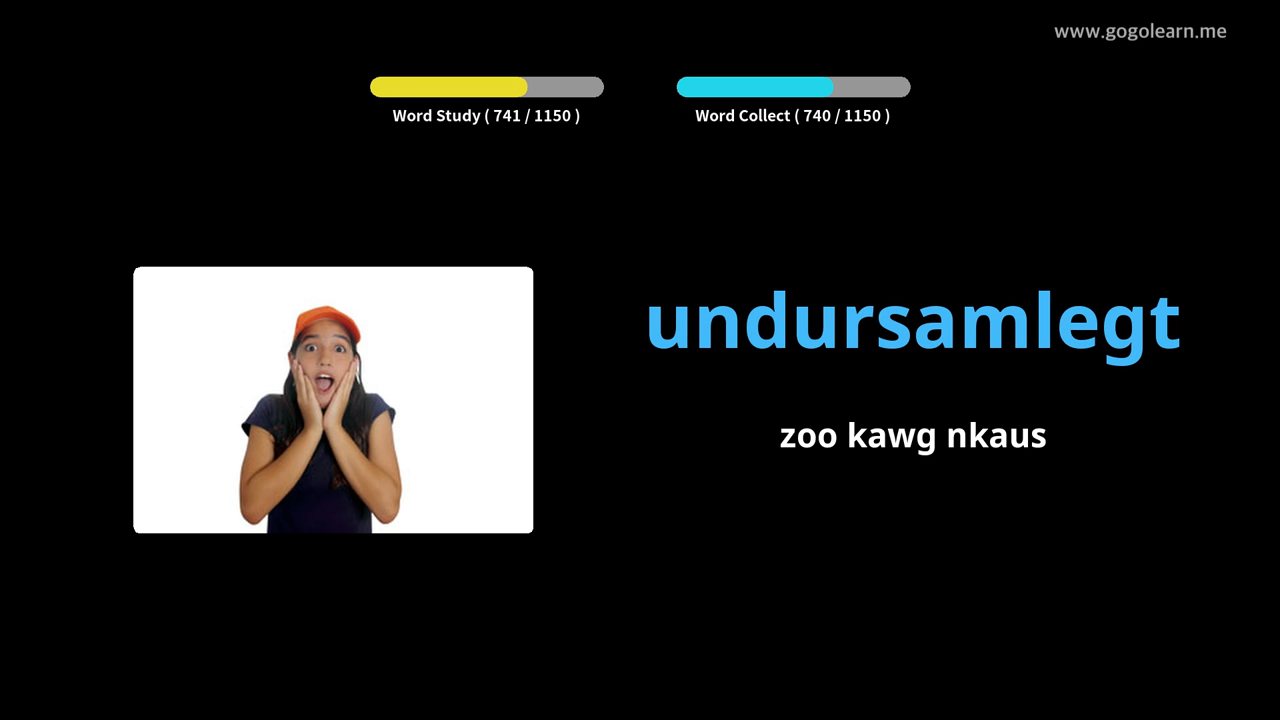 www.gogolearn.me
Word Study ( 741 / 1150 )
Word Collect ( 740 / 1150 )
undursamlegt
zoo kawg nkaus